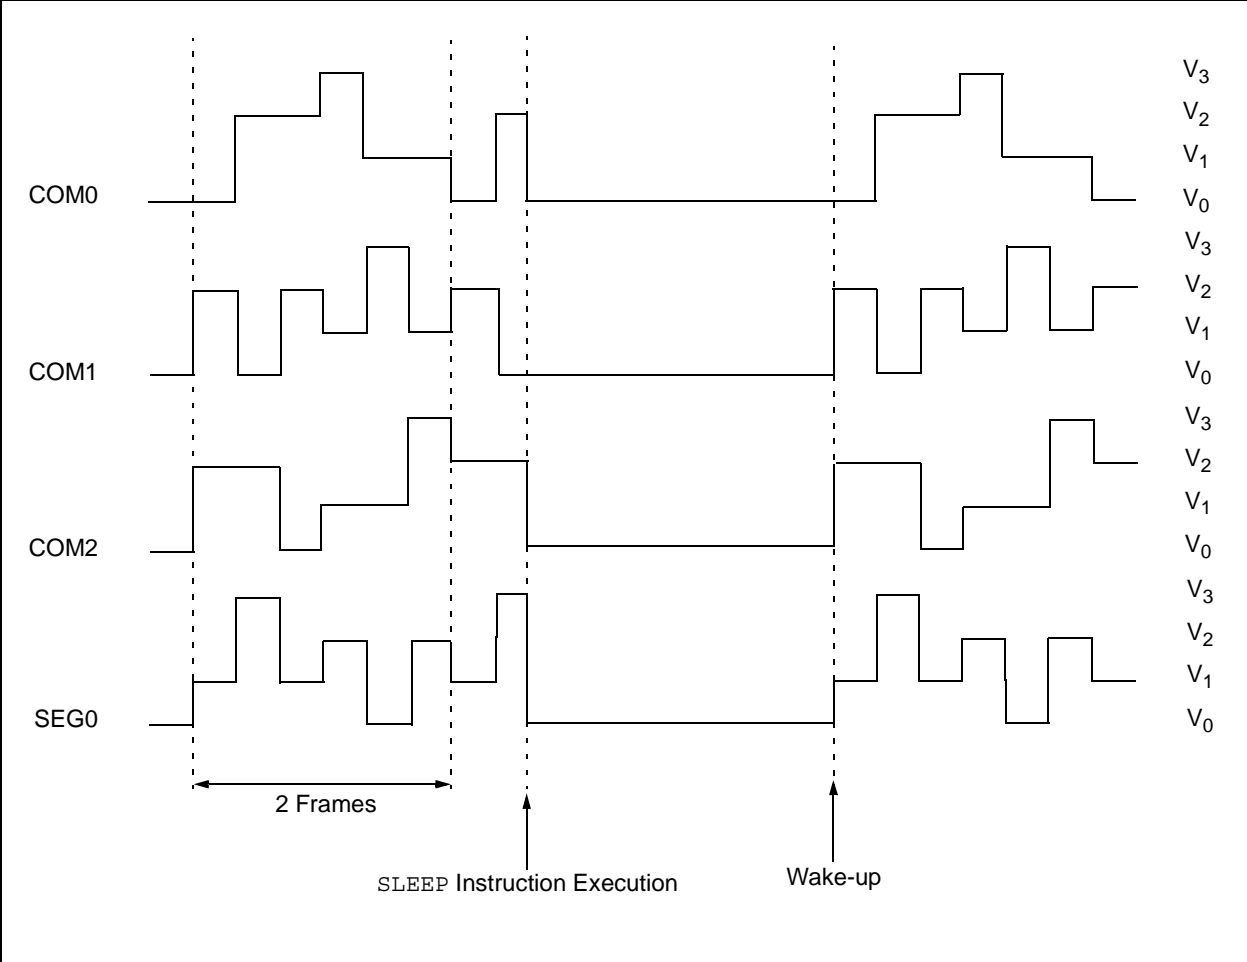 V3
V2
V1
COM0
V0
V3
V2
V1
COM1
V0
V3
V2
V1
COM2
V0
V3
V2
V1
SEG0
V0
2 Frames
SLEEP Instruction Execution
Wake-up